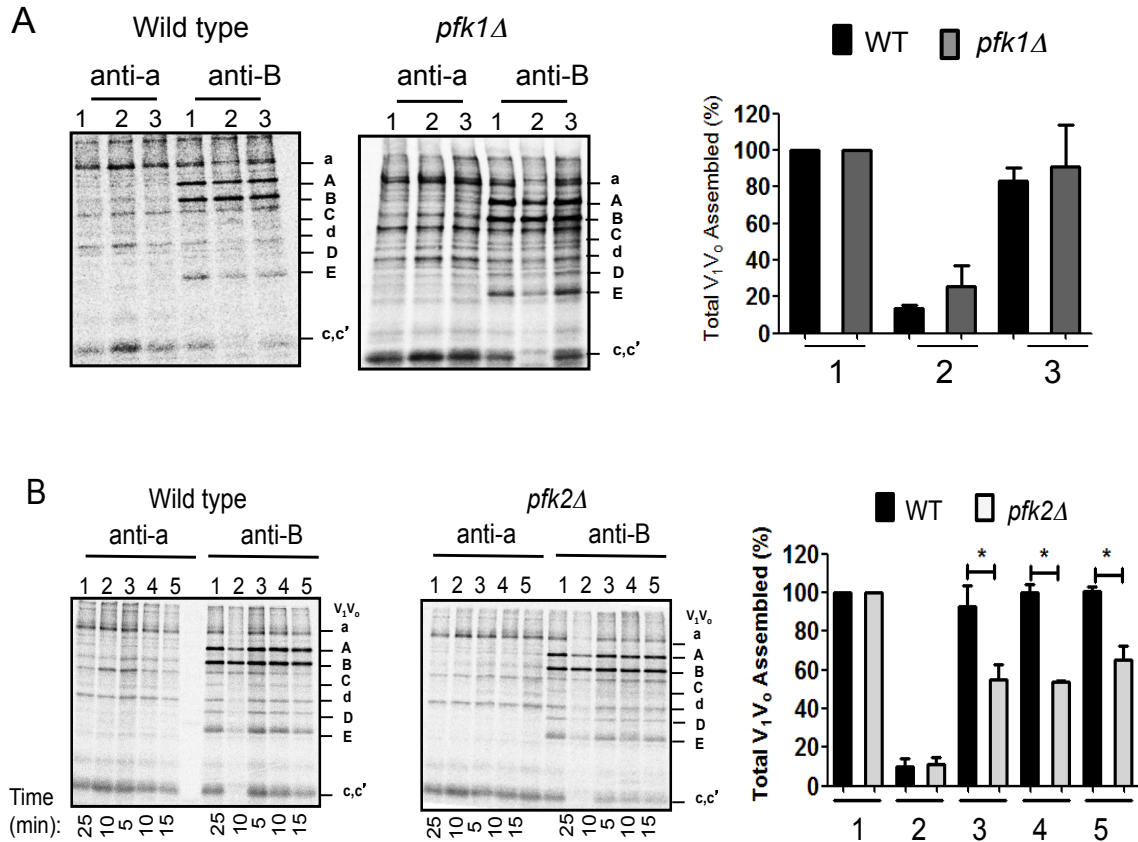 A
Wild type
pfk1Δ
WT
pfk1Δ
anti-a
anti-B
anti-a
anti-B
1 2 3 1 2 3
1 2 3 1 2 3
a
A
B
C
d
D
E
c,c'
a
A
B
C
d
D
E
c,c'
Total V1Vo Assembled (%)
120
100
80
60
40
20
0
1 2 3
B
Wild type
pfk2Δ
WT
pfk2Δ
anti-a
anti-B
anti-a
anti-B
1 2 3 4 5 1 2 3 4 5
1 2 3 4 5 1 2 3 4 5
V1Vo
a
A
B
C
d
D
E
c,c'
V1Vo
a
A
B
C
d
D
E
c,c'
Time
(min):
25 10 5 10 15 25 10 5 10 15
25 10 5 10 15 25 10 5 10 15
Total V1Vo Assembled (%)
120
100
80
60
40
20
0
* * *
1 2 3 4 5